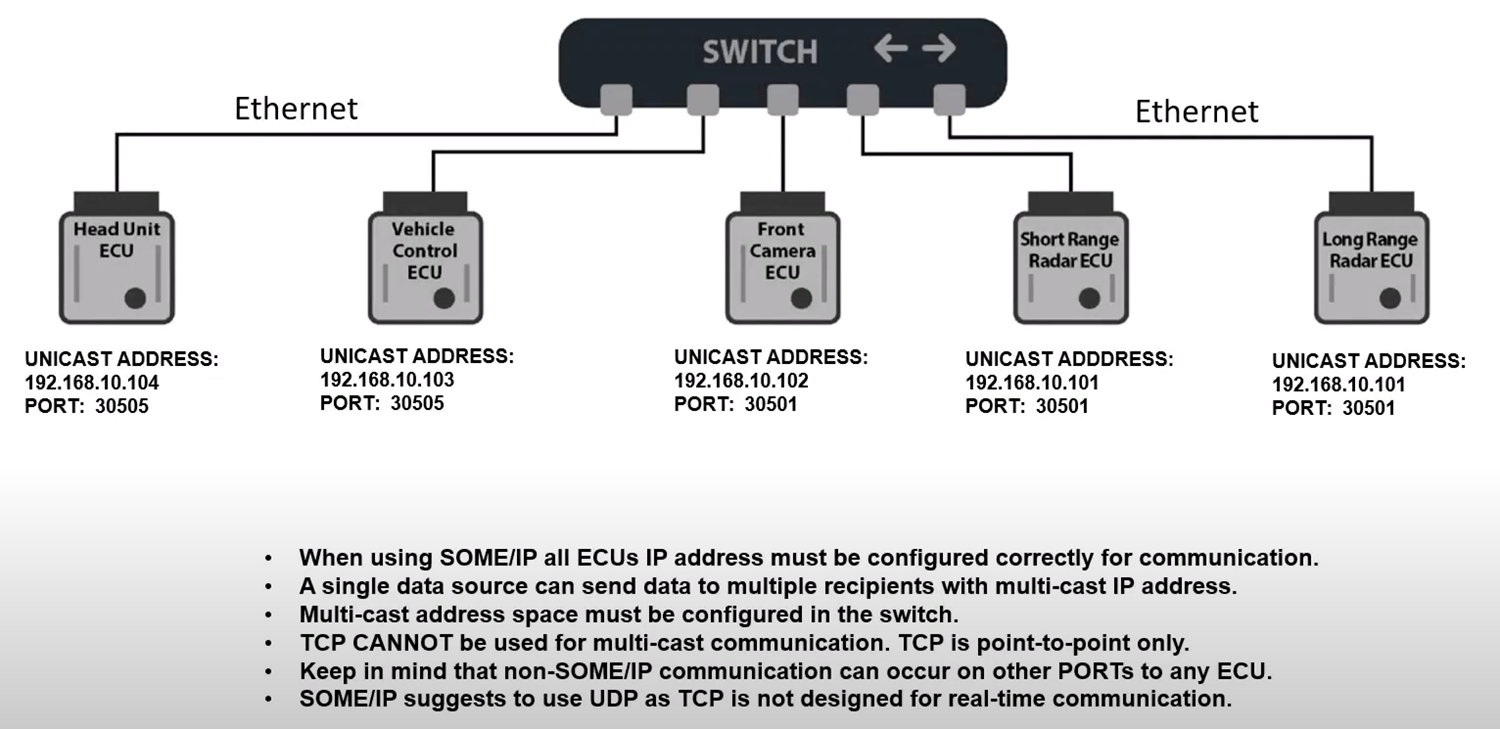 SWITCH
Ethernet
Ethernet
Head Unit
ECU
Vehicle
Control
ECU
Front
Camera
ECU
Short Range
Radar ECU
Long Range
Radar ECU
UNICAST ADDRESS:
192.168.10.104
PORT: 30505
UNICAST ADDRESS:
192.168.10.103
PORT: 30505
UNICAST ADDRESS:
192.168.10.102
PORT: 30501
UNICAST ADDDRESS:
192.168.10.101
PORT: 30501
UNICAST ADDRESS:
192.168.10.101
PORT: 30501
• When using SOME/IP all ECUs IP address must be configured correctly for communication.
• A single data source can send data to multiple recipients with multi-cast IP address.
• Multi-cast address space must be configured in the switch.
• TCP CANNOT be used for multi-cast communication. TCP is point-to-point only.
• Keep in mind that non-SOME/IP communication can occur on other PORTs to any ECU.
• SOME/IP suggests to use UDP as TCP is not designed for real-time communication.